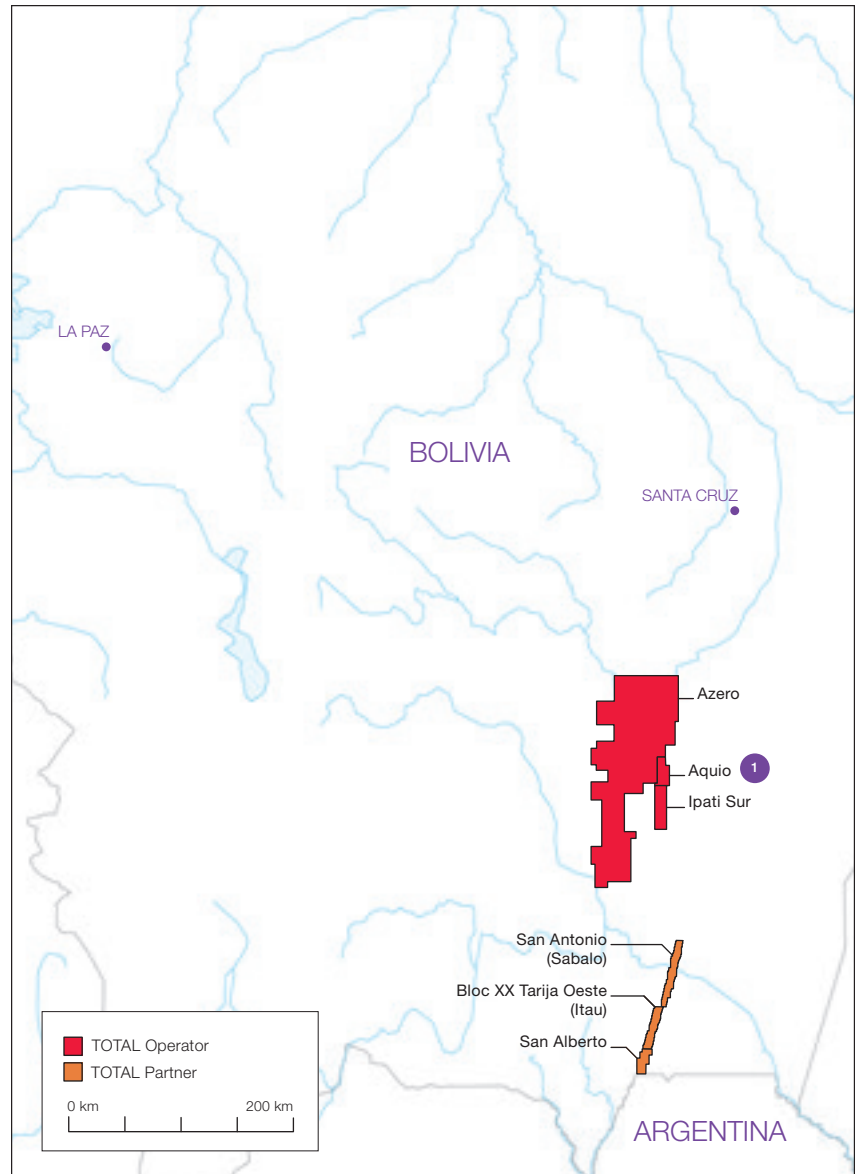 LA PAZ
BOLIVIA
SANTA CRUZ
Azero
Aquio 1
Ipati Sur
San Antonio
(Sabalo)
Bloc XX Tarija Oeste
(Itau)
San Alberto
TOTAL Operator
TOTAL Partner
0 km 200 km
ARGENTINA